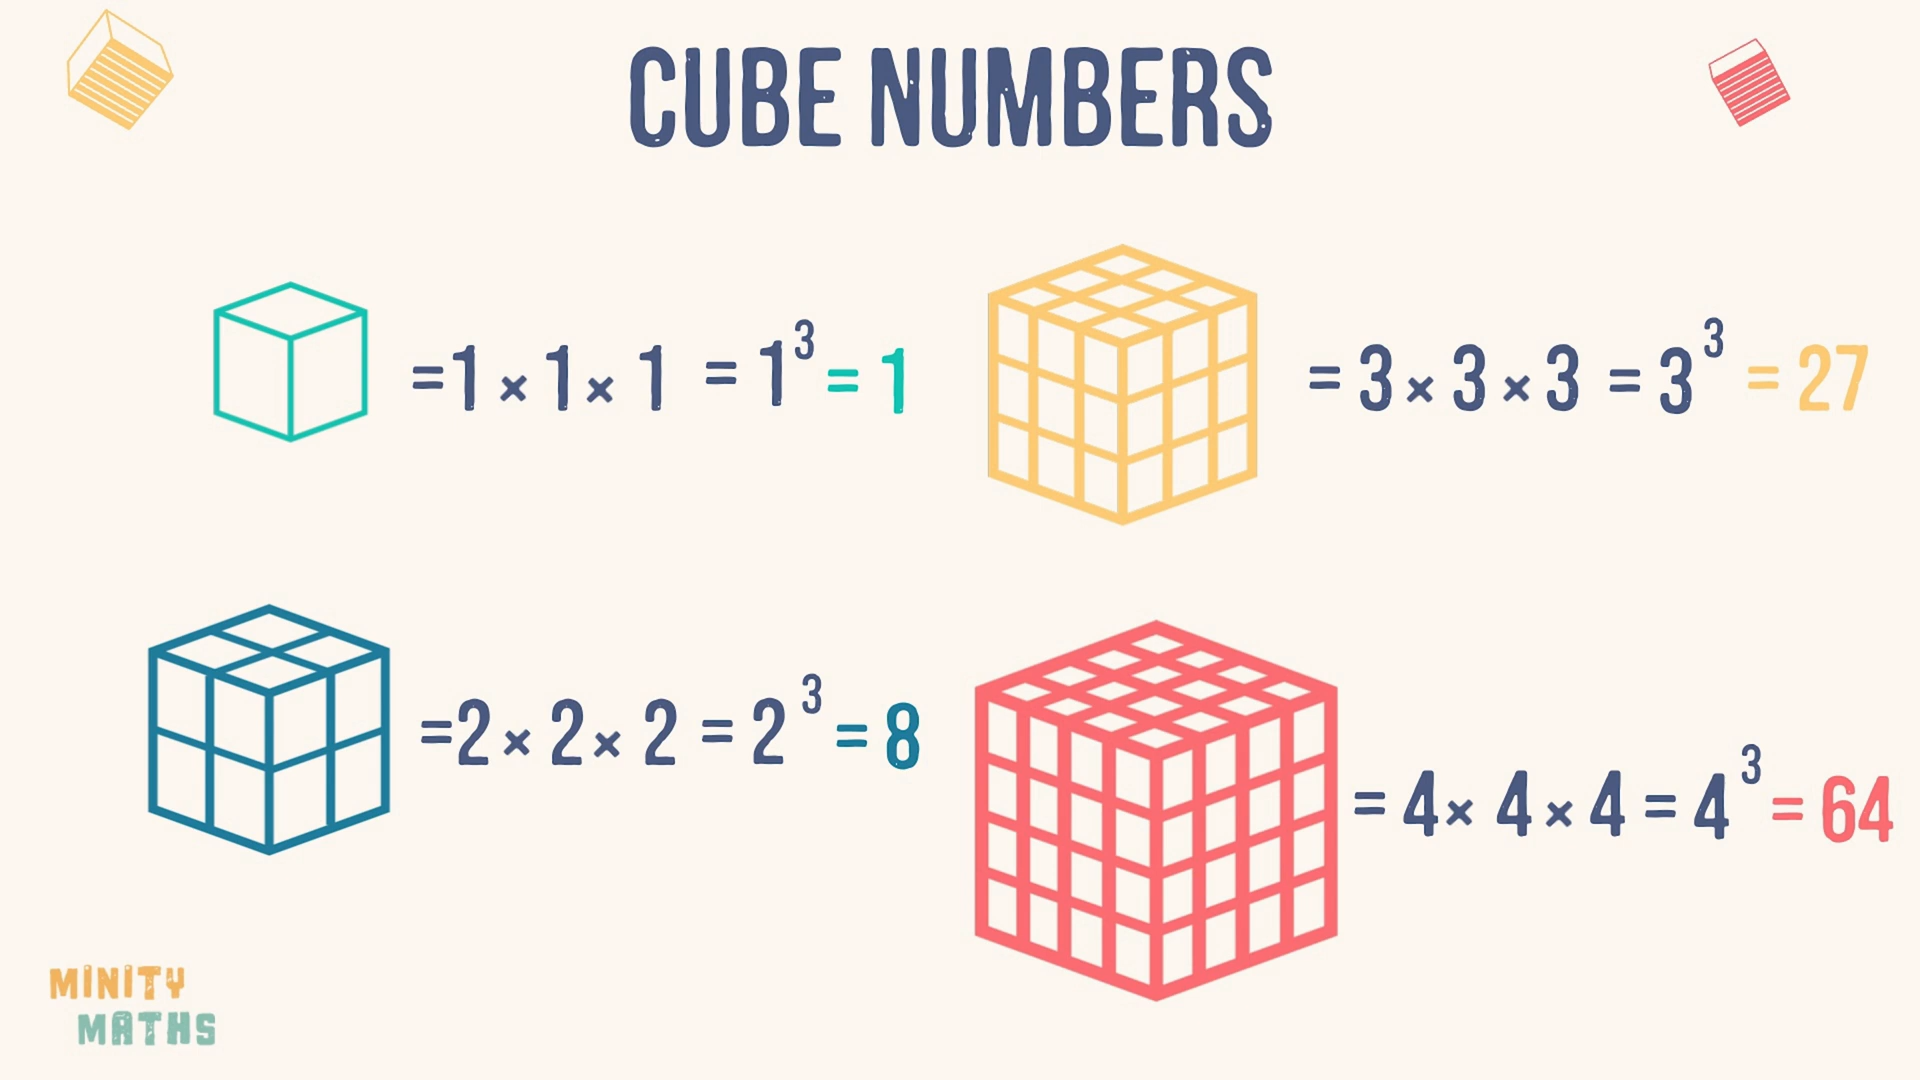 CUBE NUMBERS
=1 × 1 × 1 = 1³ = 1
= 3 × 3 × 3 = 3³ = 27
=2 × 2 × 2 = 2³ = 8
= 4 × 4 × 4 = 4³ = 64
MINITY
MATHS